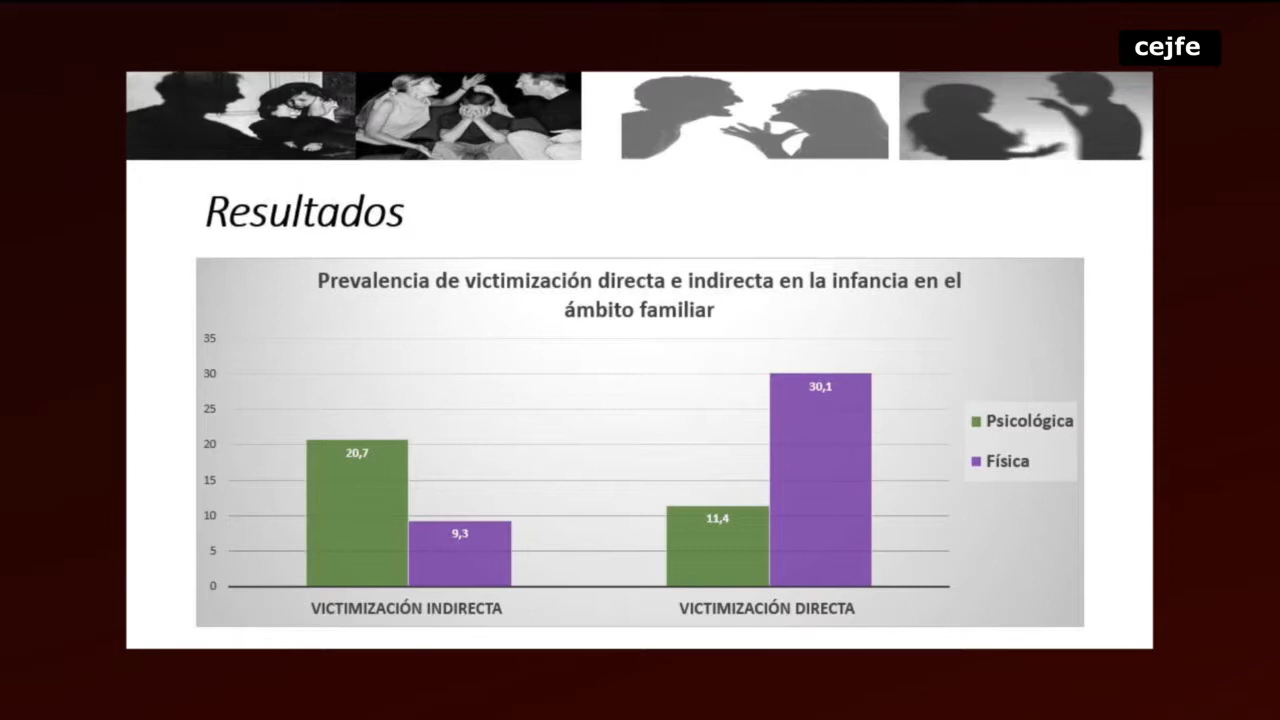 cejfe
Resultados
Prevalencia de victimización directa e indirecta en la infancia en el
ámbito familiar
35
30
25
20
15
10
5
0
20,7
9,3
11,4
30,1
VICTIMIZACIÓN INDIRECTA
VICTIMIZACIÓN DIRECTA
Psicológica
Física